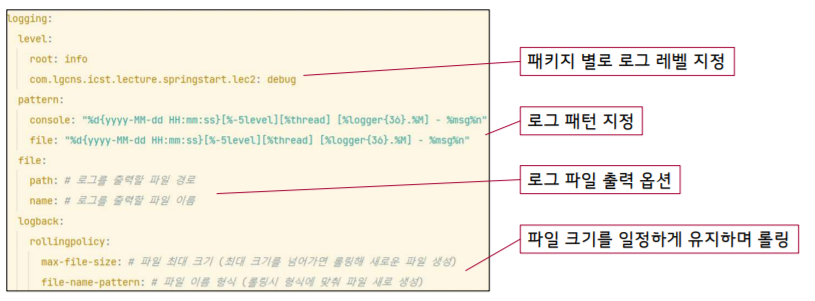 logging:
level:
root: info
com.lgcns.icst.lecture.springstart.lec2: debug
pattern:
console: "%d{yyyy-MM-dd HH:mm:ss}[%-5level][%thread] [%logger{36}.%M] - %msg%n"
file: "%d{yyyy-MM-dd HH:mm:ss}[%-5level][%thread] [%logger{36}.%M] - %msg%n"
file:
path: # 로그를 출력할 파일 경로
name: # 로그를 출력할 파일 이름
logback:
rollingpolicy:
max-file-size: # 파일 최대 크기 (최대 크기를 넘어가면 롤링해 새로운 파일 생성)
file-name-pattern: # 파일 이름 형식 (롤링시 형식에 맞춰 파일 새로 생성)
패키지 별로 로그 레벨 지정
로그 패턴 지정
로그 파일 출력 옵션
파일 크기를 일정하게 유지하며 롤링